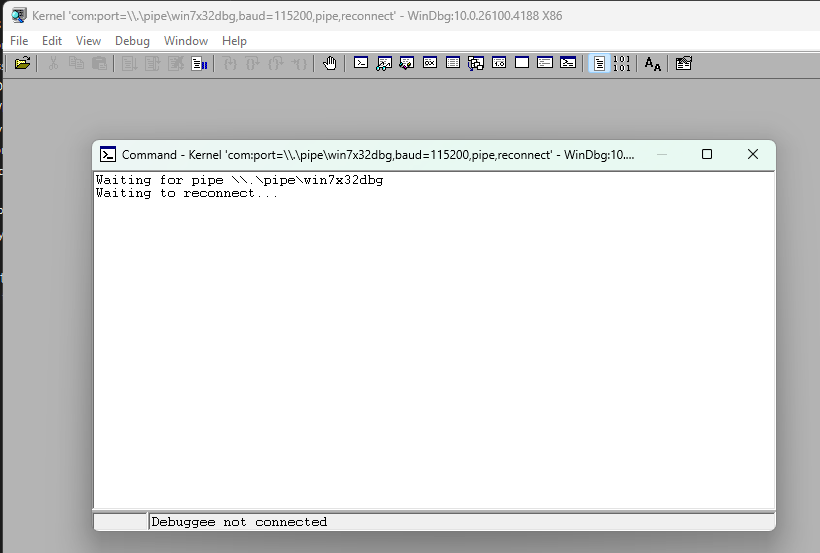 Kernel 'com:port=\\.\pipe\win7x32dbg,baud=115200,pipe,reconnect' - WinDbg:10.0.26100.4188 X86
File Edit View Debug Window Help
Command - Kernel 'com:port=\\.\pipe\win7x32dbg,baud=115200,pipe,reconnect' - WinDbg:10....
Waiting for pipe \\.\pipe\win7x32dbg
Waiting to reconnect...
Debuggee not connected